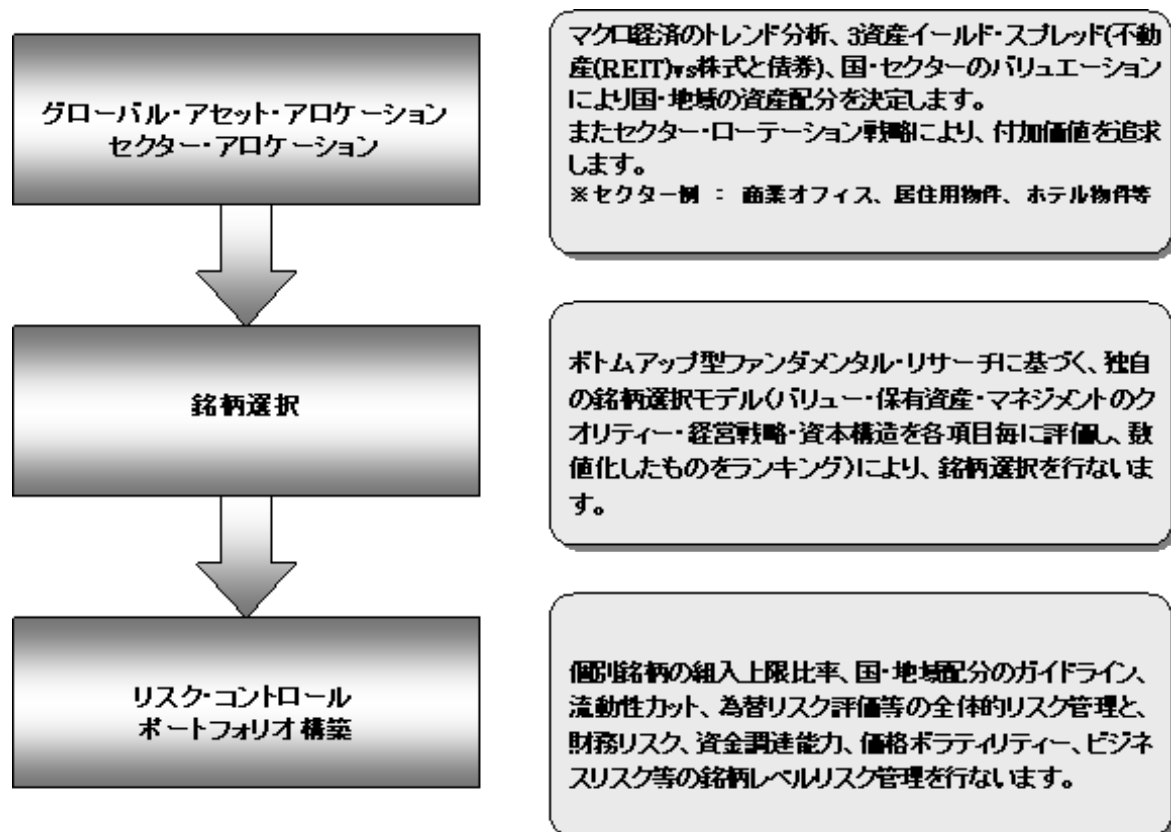 グローバル・アセット・アロケーション
セクター・アロケーション
マクロ経済のトレンド分析、3資産イールド・スプレッド(不動
産(REIT)vs株式と債券)、国・セクターのバリュエーション
により国・地域の資産配分を決定します。
またセクター・ローテーション戦略により、付加価値を追求
します。
※セクター例 ： 商業オフィス、居住用物件、ホテル物件等
銘柄選択
ボトムアップ型ファンダメンタル・リサーチに基づく、独自
の銘柄選択モデル(バリュー・保有資産・マネジメントのク
オリティー・経営戦略・資本構造を各項目毎に評価し、数
値化したものをランキング)により、銘柄選択を行ないま
す。
リスク・コントロール
ポートフォリオ構築
個別銘柄の組入上限比率、国・地域配分のガイドライン、
流動性カット、為替リスク評価等の全体的リスク管理と、
財務リスク、資金調達能力、価格ボラティリティー、ビジネ
スリスク等の銘柄レベルリスク管理を行ないます。